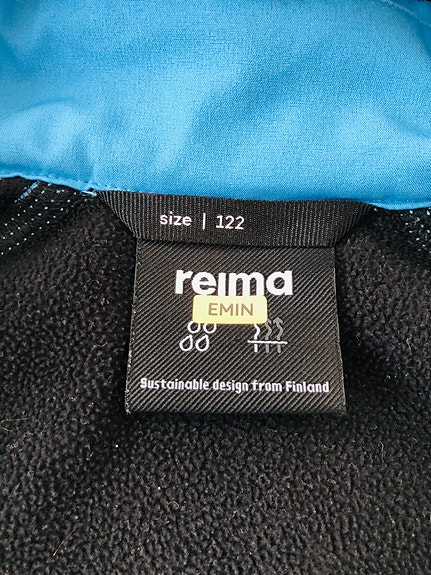 size | 122
reima
EMIN
Sustainable design from Finland